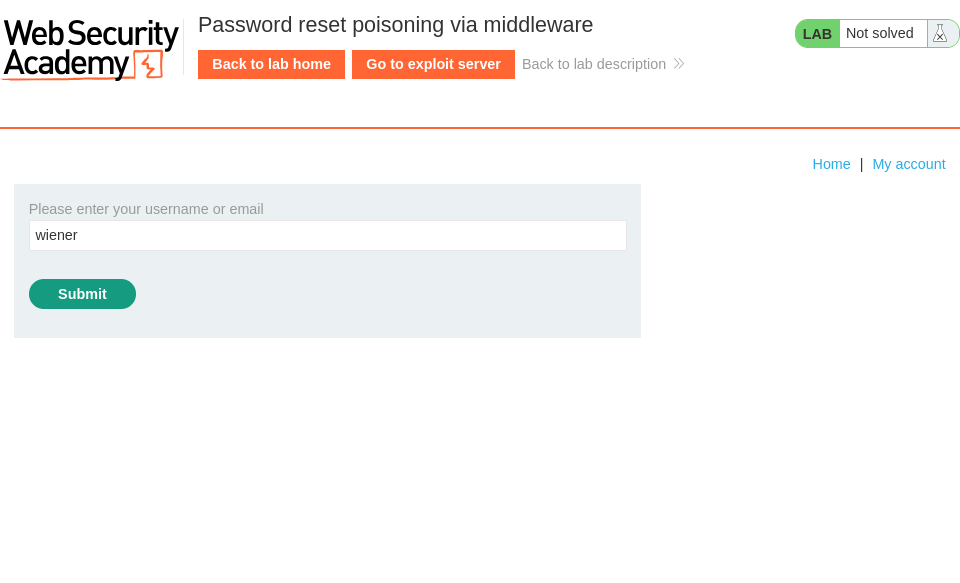 Web Security
Academy
Password reset poisoning via middleware
Back to lab home
Go to exploit server
Back to lab description
LAB
Not solved
Home | My account
Please enter your username or email
wiener
Submit